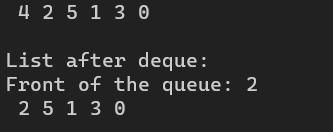 4 2 5 1 3 0
List after deque:
Front of the queue: 2
2 5 1 3 0